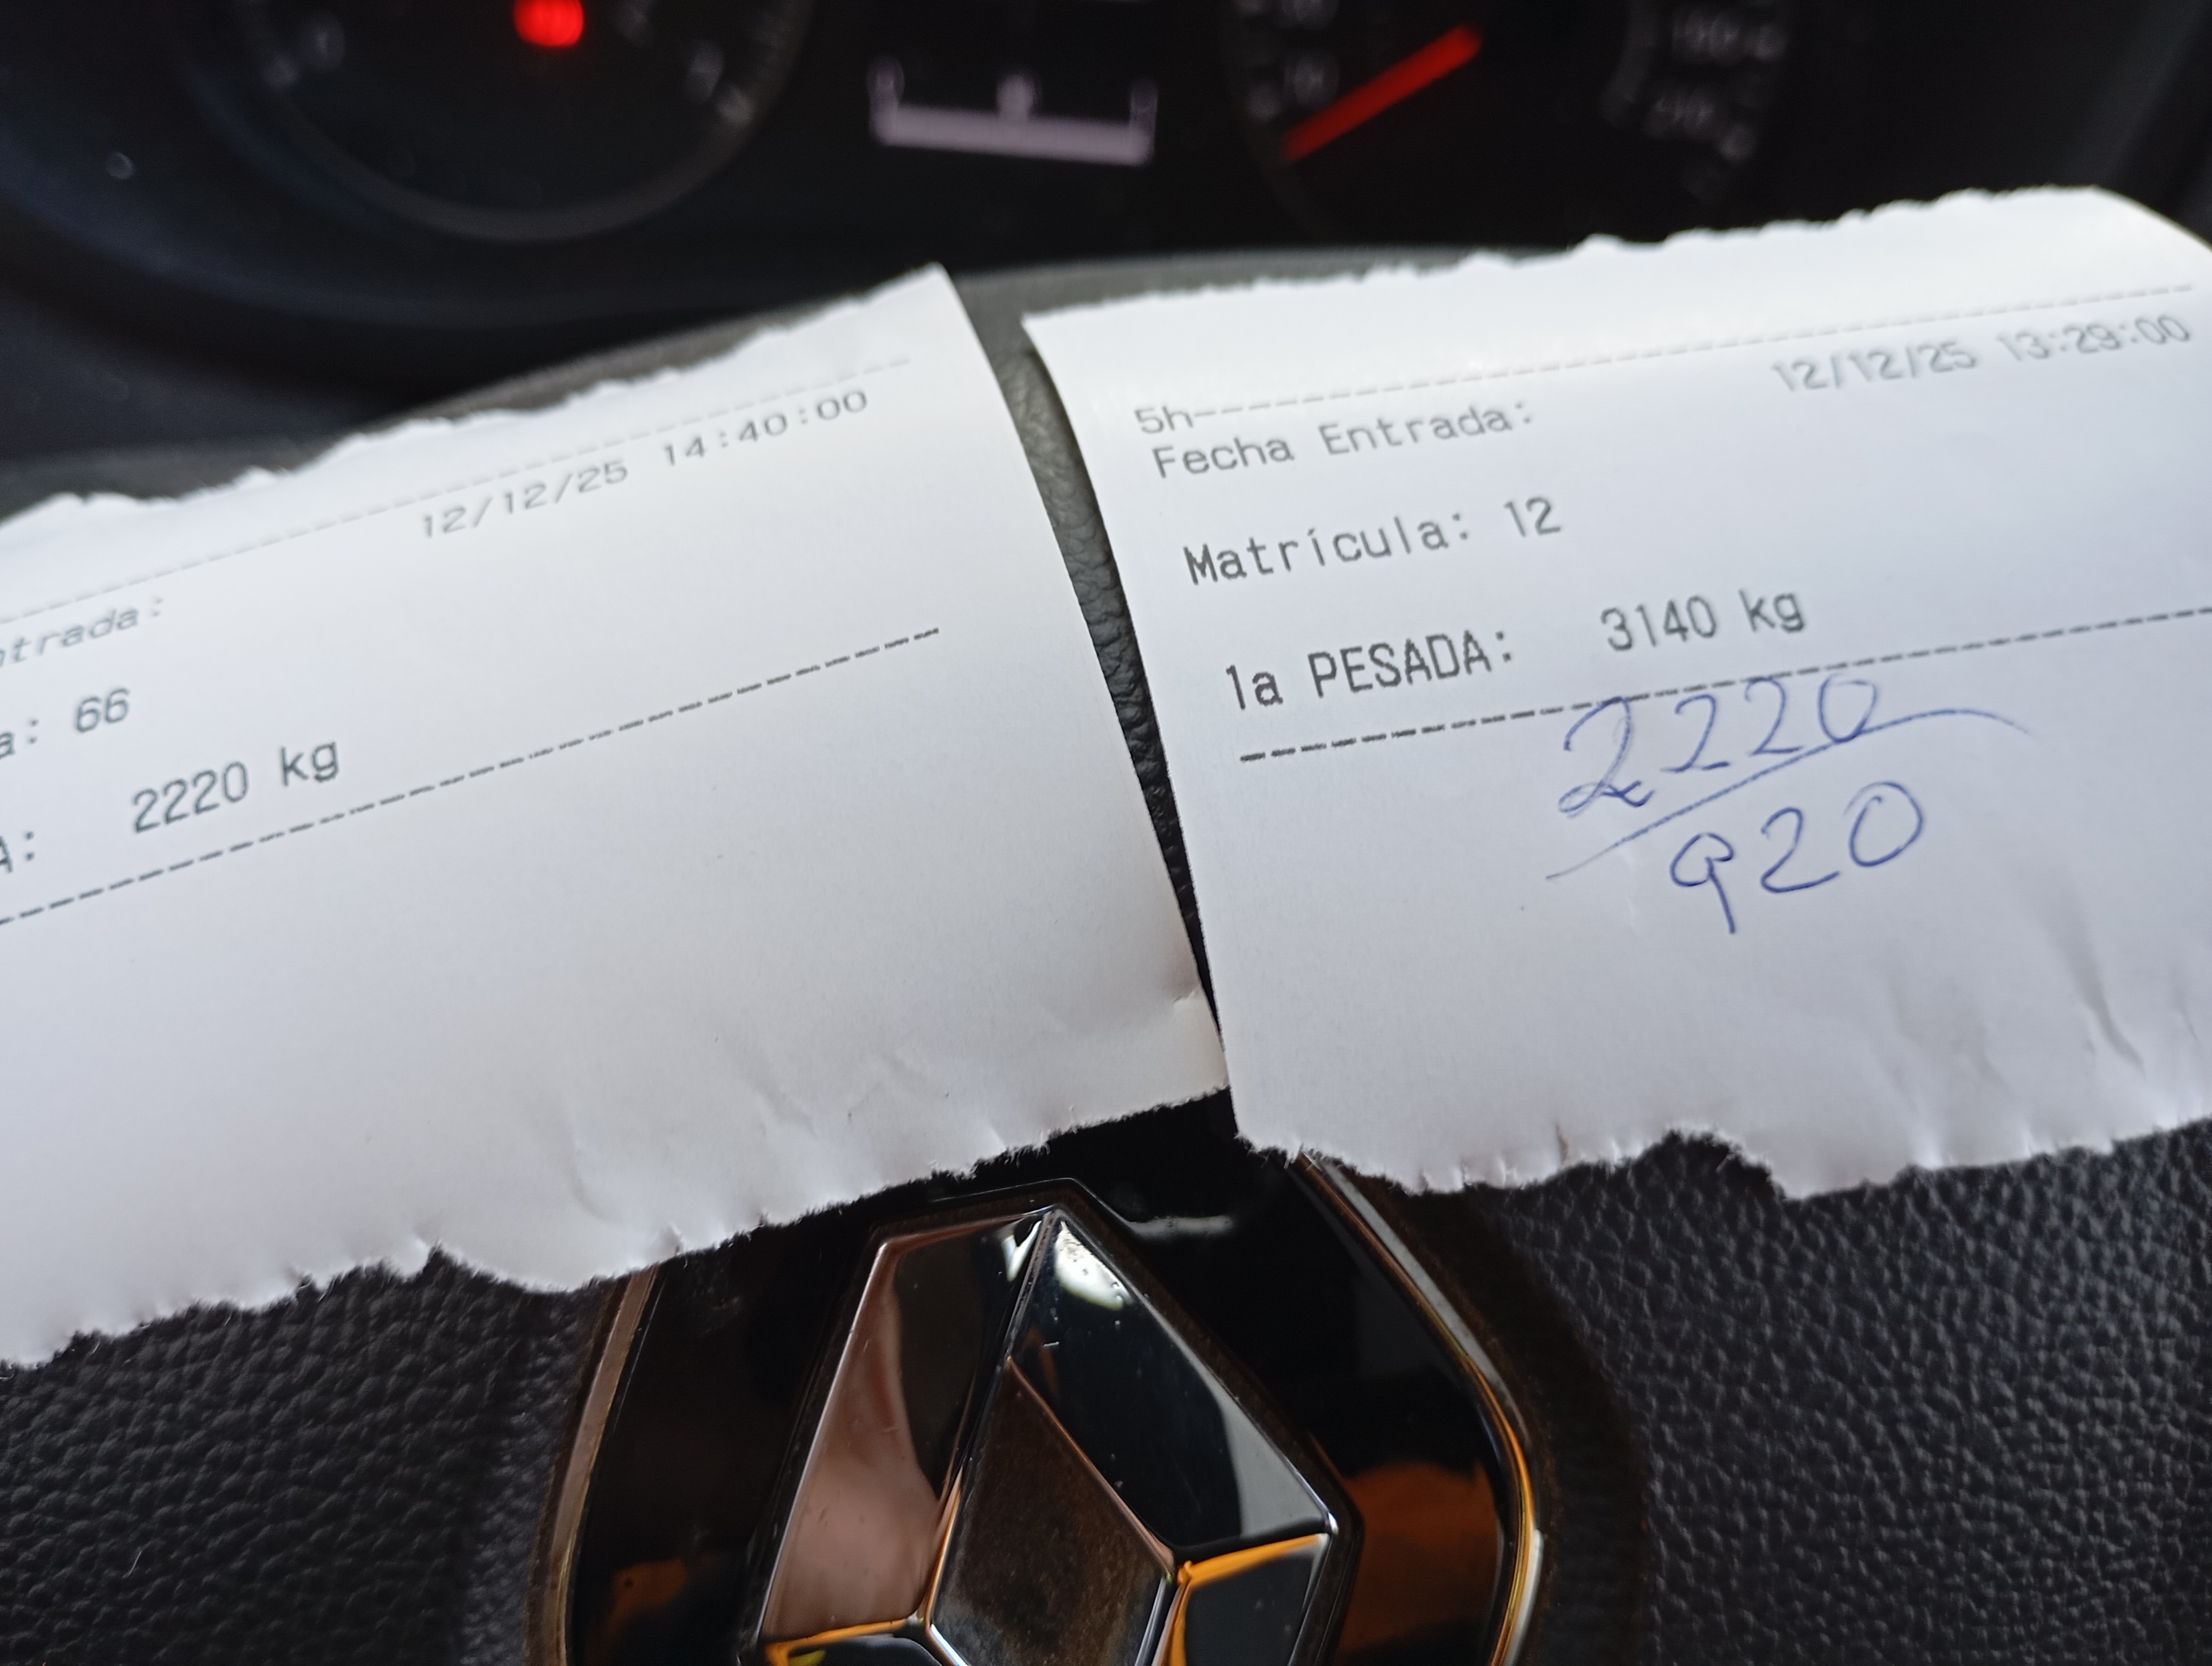 12/12/25 14:40:00
ntrada:
a: 66
A: 2220 kg
5h
Fecha Entrada: 12/12/25 13:29:00
Matrícula: 12
1a PESADA: 3140 kg
2220
920